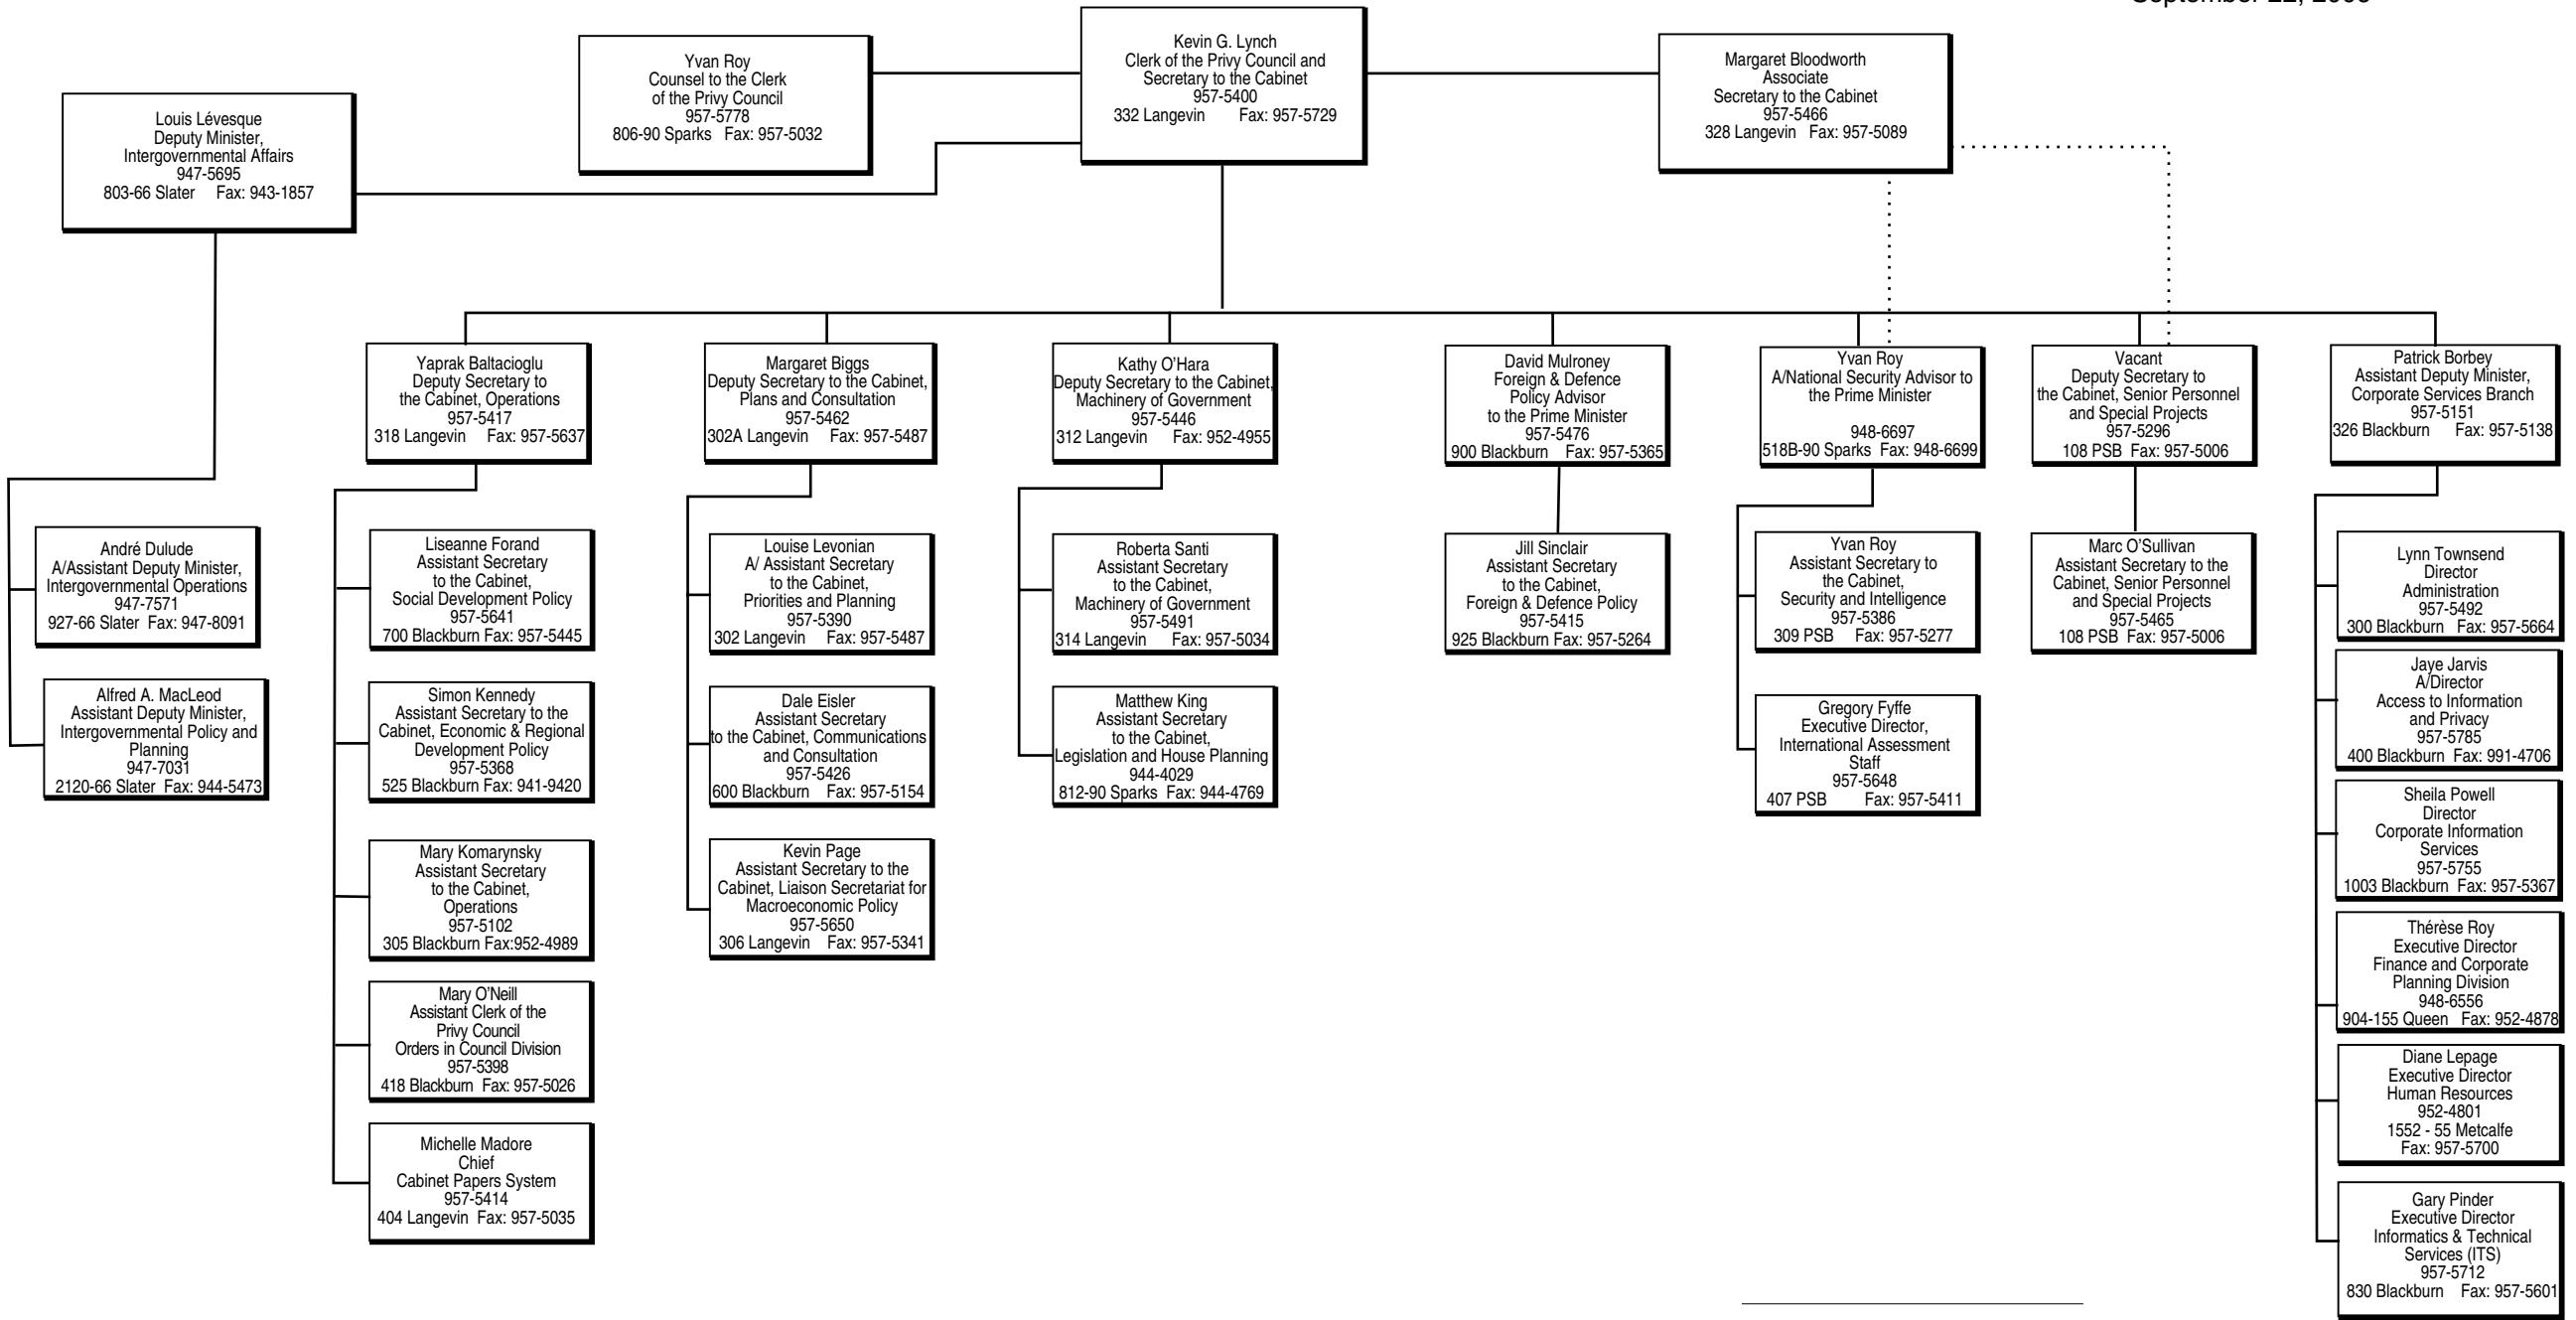 September 22,
Kevin G. Lynch
Clerk of the Privy Council and
Secretary to the Cabinet
957-5400
332 Langevin Fax: 957-5729
Yvan Roy
Counsel to the Clerk
of the Privy Council
957-5778
806-90 Sparks Fax: 957-5032
Margaret Bloodworth
Associate
Secretary to the Cabinet
957-5466
328 Langevin Fax: 957-5089
Louis Lévesque
Deputy Minister,
Intergovernmental Affairs
947-5695
803-66 Slater Fax: 943-1857
André Dulude
A/Assistant Deputy Minister,
Intergovernmental Operations
947-7571
927-66 Slater Fax: 947-8091
Alfred A. MacLeod
Assistant Deputy Minister,
Intergovernmental Policy and
Planning
947-7031
2120-66 Slater Fax: 944-5473
Yaprak Baltacioglu
Deputy Secretary to
the Cabinet, Operations
957-5417
318 Langevin Fax: 957-5637
Liseanne Forand
Assistant Secretary
to the Cabinet,
Social Development Policy
957-5641
700 Blackburn Fax: 957-5445
Simon Kennedy
Assistant Secretary to the
Cabinet, Economic & Regional
Development Policy
957-5368
525 Blackburn Fax: 941-9420
Mary Komarynsky
Assistant Secretary
to the Cabinet,
Operations
957-5102
305 Blackburn Fax:952-4989
Mary O'Neill
Assistant Clerk of the
Privy Council
Orders in Council Division
957-5398
418 Blackburn Fax: 957-5026
Michelle Madore
Chief
Cabinet Papers System
957-5414
404 Langevin Fax: 957-5035
Margaret Biggs
Deputy Secretary to the Cabinet,
Plans and Consultation
957-5462
302A Langevin Fax: 957-5487
Louise Levonian
A/ Assistant Secretary
to the Cabinet,
Priorities and Planning
957-5390
302 Langevin Fax: 957-5487
Dale Eisler
Assistant Secretary
to the Cabinet, Communications
and Consultation
957-5426
600 Blackburn Fax: 957-5154
Kevin Page
Assistant Secretary to the
Cabinet, Liaison Secretariat for
Macroeconomic Policy
957-5650
306 Langevin Fax: 957-5341
Kathy O'Hara
Deputy Secretary to the Cabinet,
Machinery of Government
957-5446
312 Langevin Fax: 952-4955
Roberta Santi
Assistant Secretary
to the Cabinet,
Machinery of Government
957-5491
314 Langevin Fax: 957-5034
Matthew King
Assistant Secretary
to the Cabinet,
Legislation and House Planning
944-4029
812-90 Sparks Fax: 944-4769
David Mulroney
Foreign & Defence
Policy Advisor
to the Prime Minister
957-5476
900 Blackburn Fax: 957-5365
Jill Sinclair
Assistant Secretary
to the Cabinet,
Foreign & Defence Policy
957-5415
925 Blackburn Fax: 957-5264
Yvan Roy
A/National Security Advisor to
the Prime Minister
948-6697
518B-90 Sparks Fax: 948-6699
Yvan Roy
Assistant Secretary to
the Cabinet,
Security and Intelligence
957-5386
309 PSB Fax: 957-5277
Gregory Fyffe
Executive Director,
International Assessment
Staff
957-5648
407 PSB Fax: 957-5411
Vacant
Deputy Secretary to
the Cabinet, Senior Personnel
and Special Projects
957-5296
108 PSB Fax: 957-5006
Marc O'Sullivan
Assistant Secretary to the
Cabinet, Senior Personnel
and Special Projects
957-5465
108 PSB Fax: 957-5006
Patrick Borbey
Assistant Deputy Minister,
Corporate Services Branch
957-5151
326 Blackburn Fax: 957-5138
Lynn Townsend
Director
Administration
957-5492
300 Blackburn Fax: 957-5664
Jaye Jarvis
A/Director
Access to Information
and Privacy
957-5785
400 Blackburn Fax: 991-4706
Sheila Powell
Director
Corporate Information
Services
957-5755
1003 Blackburn Fax: 957-5367
Thérèse Roy
Executive Director
Finance and Corporate
Planning Division
948-6556
904-155 Queen Fax: 952-4878
Diane Lepage
Executive Director
Human Resources
952-4801
1552 - 55 Metcalfe
Fax: 957-5700
Gary Pinder
Executive Director
Informatics & Technical
Services (ITS)
957-5712
830 Blackburn Fax: 957-5601